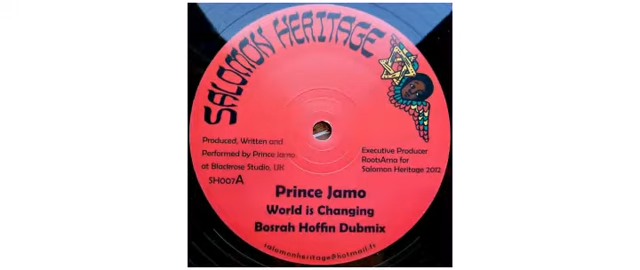 SALOMON HERITAGE
Produced, Written and
Performed by Prince Jamo
at Blackrose Studio, UK
SH007A
Executive Producer
RootsArna for
Salomon Heritage 2012
Prince Jamo
World is Changing
Bosrah Hoffin Dubmix
salomonheritage@hotmail.fr